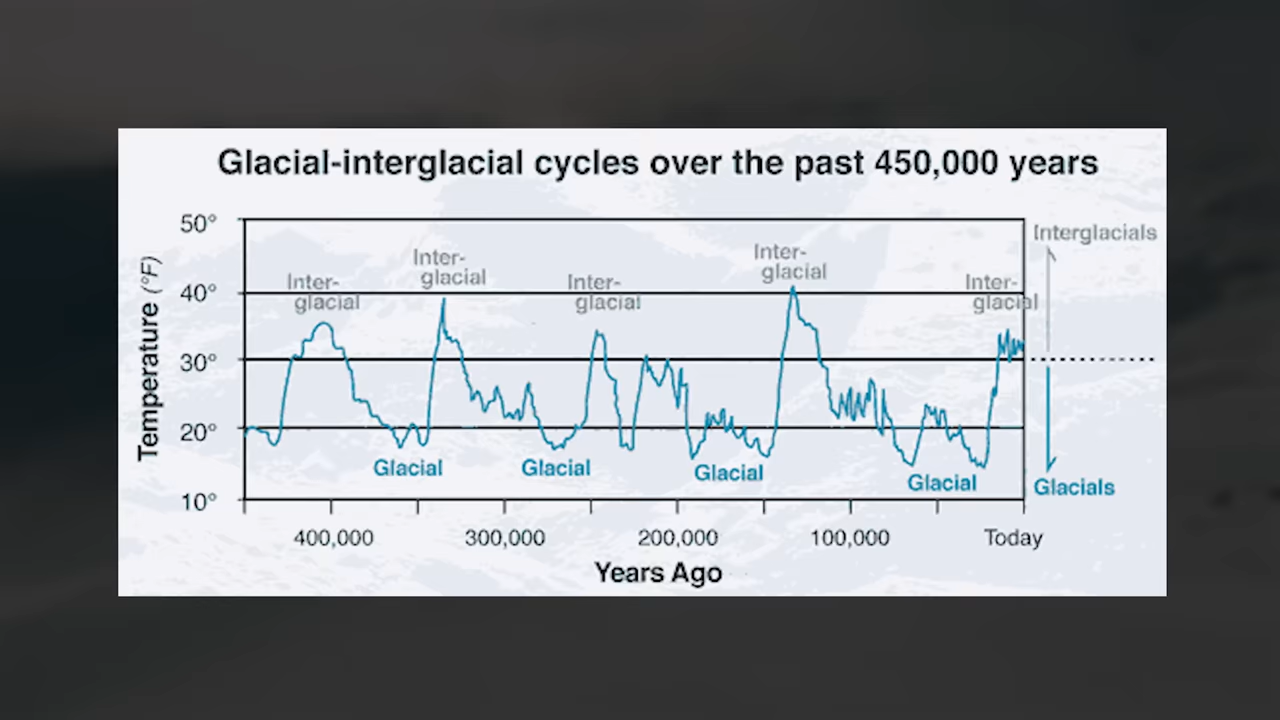 Glacial-interglacial cycles over the past 450,000 years
50°
Interglacials
Inter-
glacial
Inter-
glacial
Inter-
glacial
Inter-
glacial
Inter-
glacial
40°
30°
20°
10°
Temperature (°F)
Glacial
Glacial
Glacial
Glacial
Glacials
400,000
300,000
200,000
100,000
Today
Years Ago